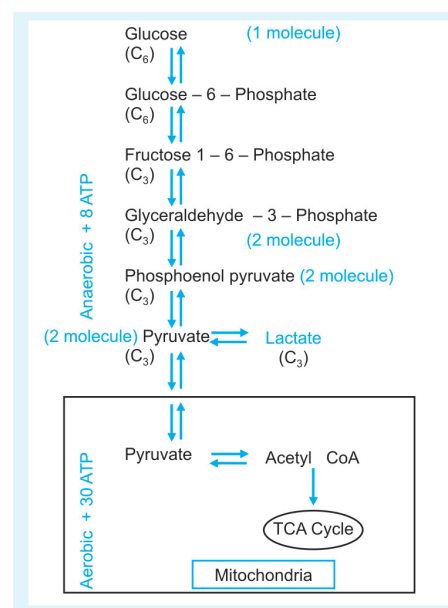 Glucose (1 molecule)
(C6)
Glucose – 6 – Phosphate
(C6)
Fructose 1 – 6 – Phosphate
(C3)
Glyceraldehyde – 3 – Phosphate
(C3) (2 molecule)
Phosphoenol pyruvate (2 molecule)
(C3)
(2 molecule) Pyruvate Lactate
(C3) (C3)
Anaerobic + 8 ATP
Pyruvate Acetyl CoA
TCA Cycle
Mitochondria
Aerobic + 30 ATP